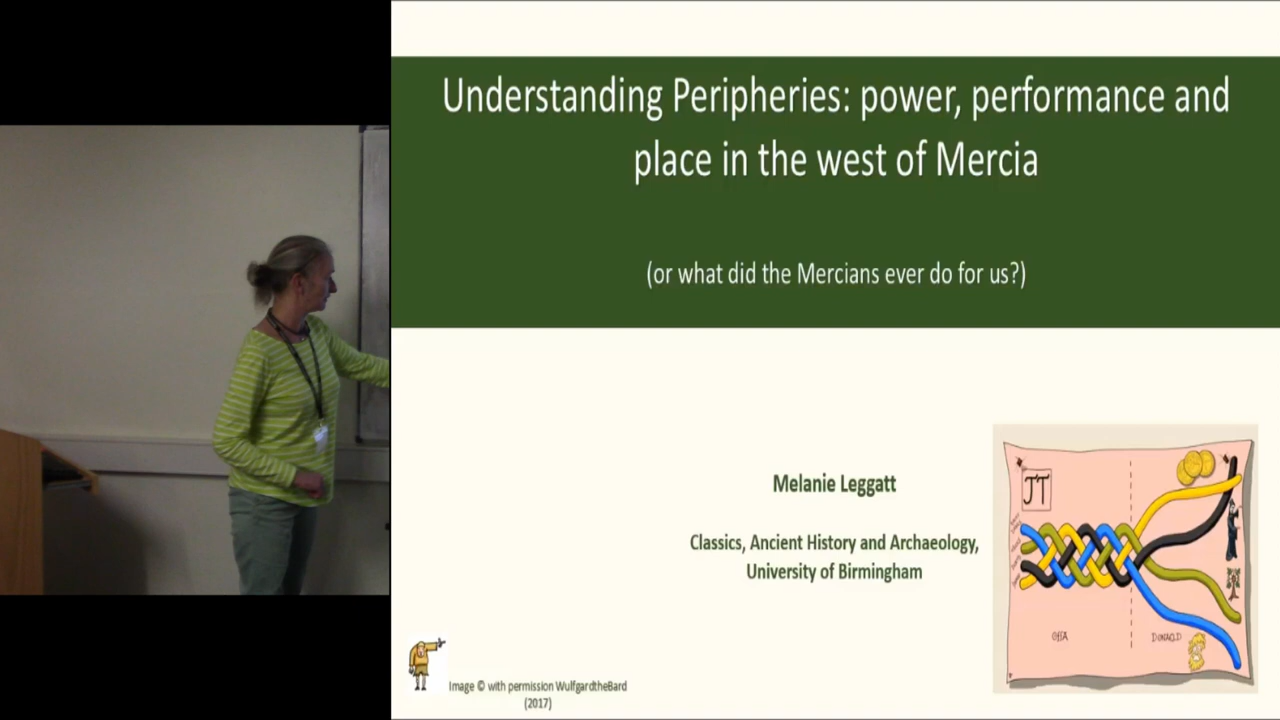 Understanding Peripheries: power, performance and
place in the west of Mercia
(or what did the Mercians ever do for us?)
Melanie Leggatt
Classics, Ancient History and Archaeology,
University of Birmingham
JT
OFFA
DONALD
Image © with permission WulfgardtheBard
(2017)